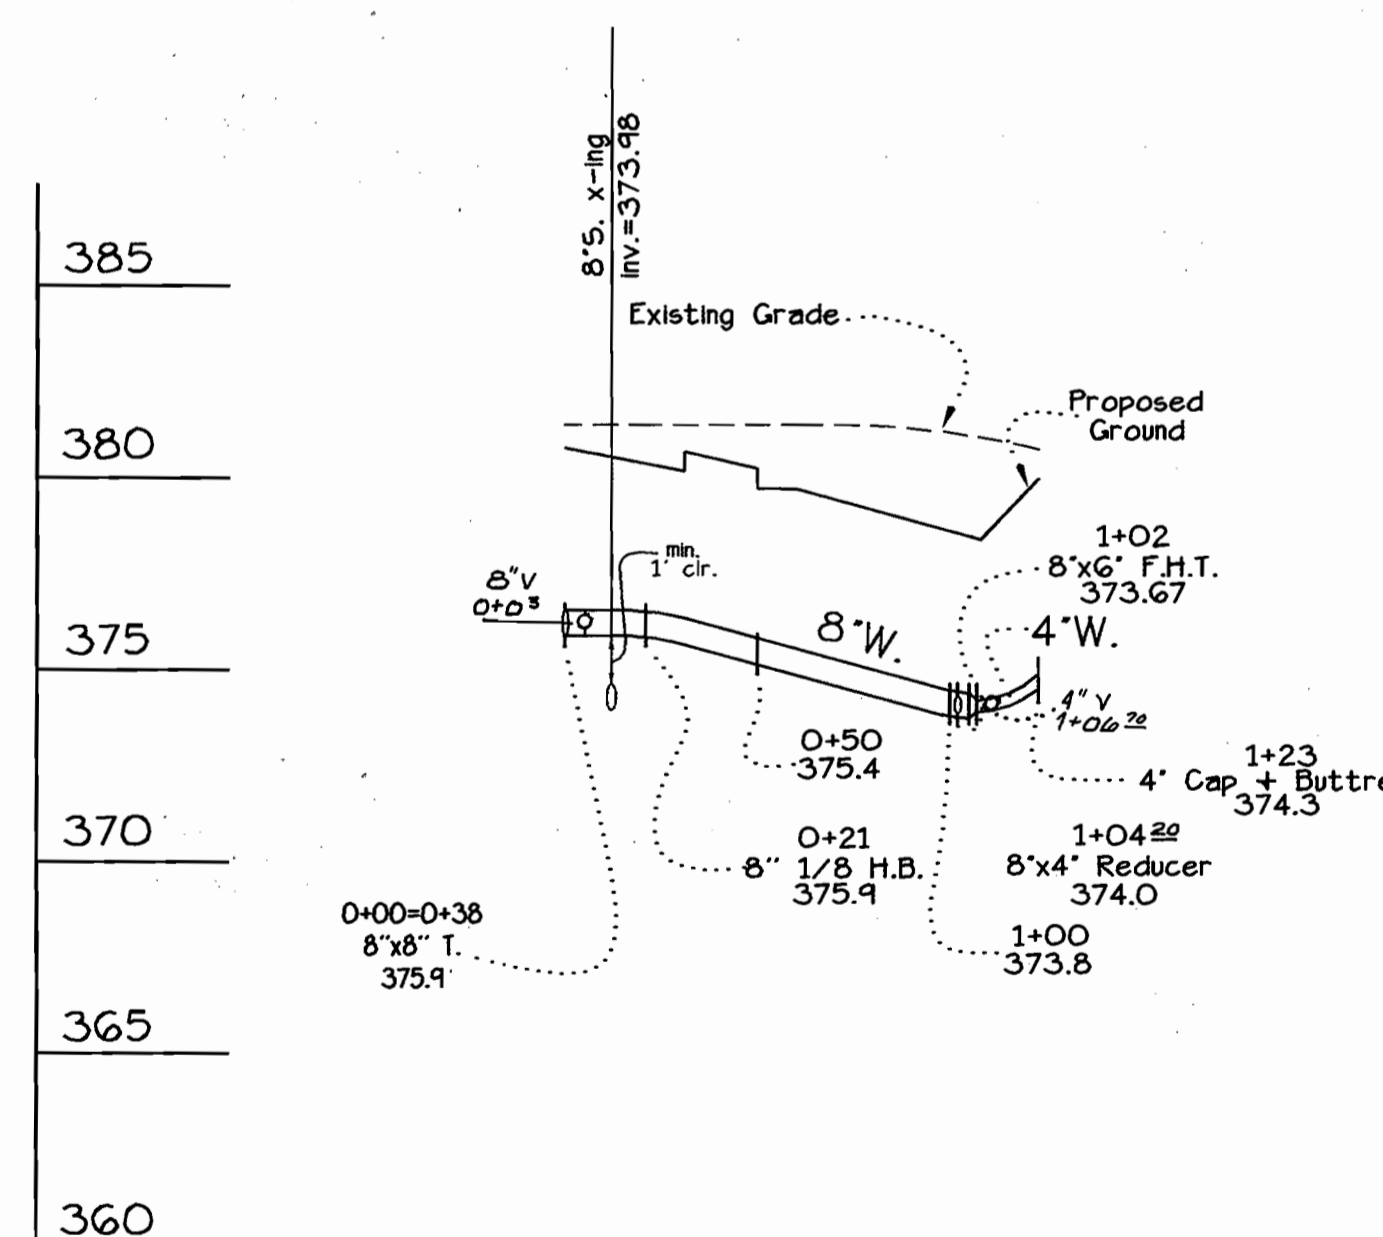 8"S. x-ing
inv.=373.98
385
Existing Grade
Proposed
Ground
380
min.
1' clr.
1+02
8"x6" F.H.T.
373.67
8"V
0+0³
8"W.
4"W.
375
4" V
1+06 70
0+50
375.4
1+23
4" Cap + Buttre
374.3
370
0+21
8" 1/8 H.B.
375.9
1+04 20
8"x4" Reducer
374.0
0+00=0+38
8"x8" T.
375.9
1+00
373.8
365
360